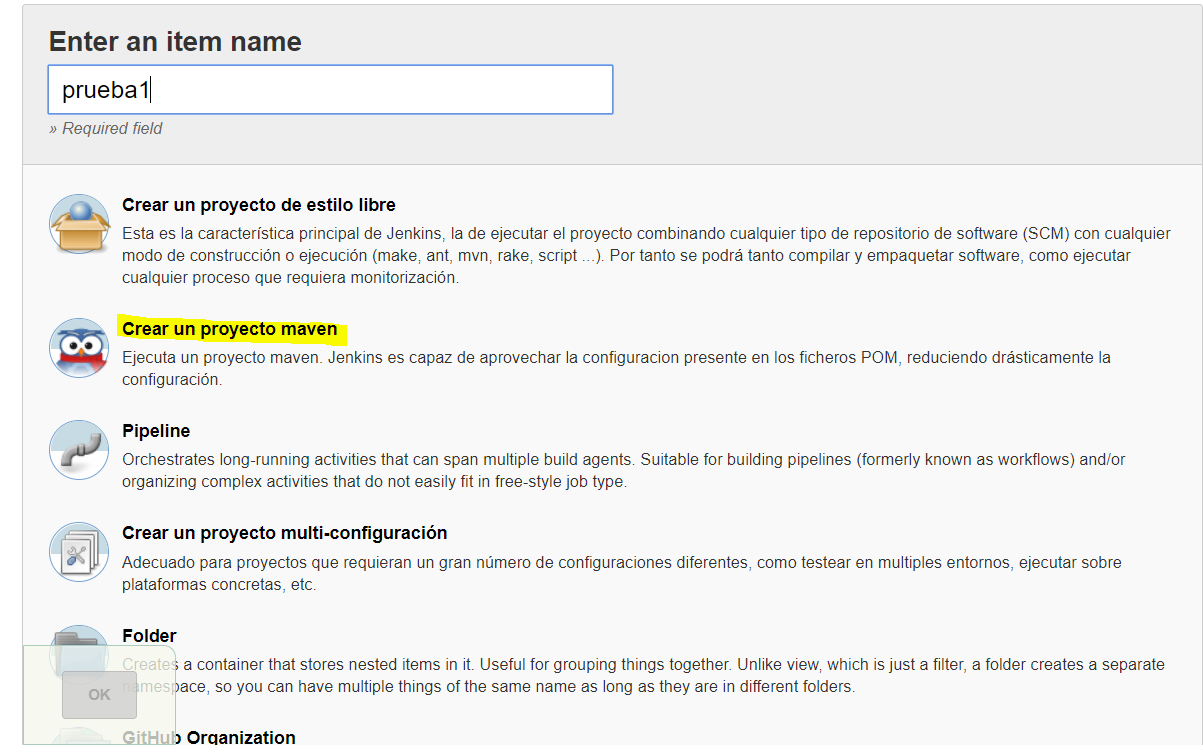 Enter an item name
prueba1
» Required field
Crear un proyecto de estilo libre
Esta es la característica principal de Jenkins, la de ejecutar el proyecto combinando cualquier tipo de repositorio de software (SCM) con cualquier
modo de construcción o ejecución (make, ant, mvn, rake, script ...). Por tanto se podrá tanto compilar y empaquetar software, como ejecutar
cualquier proceso que requiera monitorización.
Crear un proyecto maven
Ejecuta un proyecto maven. Jenkins es capaz de aprovechar la configuracion presente en los ficheros POM, reduciendo drásticamente la
configuración.
Pipeline
Orchestrates long-running activities that can span multiple build agents. Suitable for building pipelines (formerly known as workflows) and/or
organizing complex activities that do not easily fit in free-style job type.
Crear un proyecto multi-configuración
Adecuado para proyectos que requieran un gran número de configuraciones diferentes, como testear en multiples entornos, ejecutar sobre
plataformas concretas, etc.
Folder
Creates a container that stores nested items in it. Useful for grouping things together. Unlike view, which is just a filter, a folder creates a separate
namespace, so you can have multiple things of the same name as long as they are in different folders.
OK
GitHub Organization